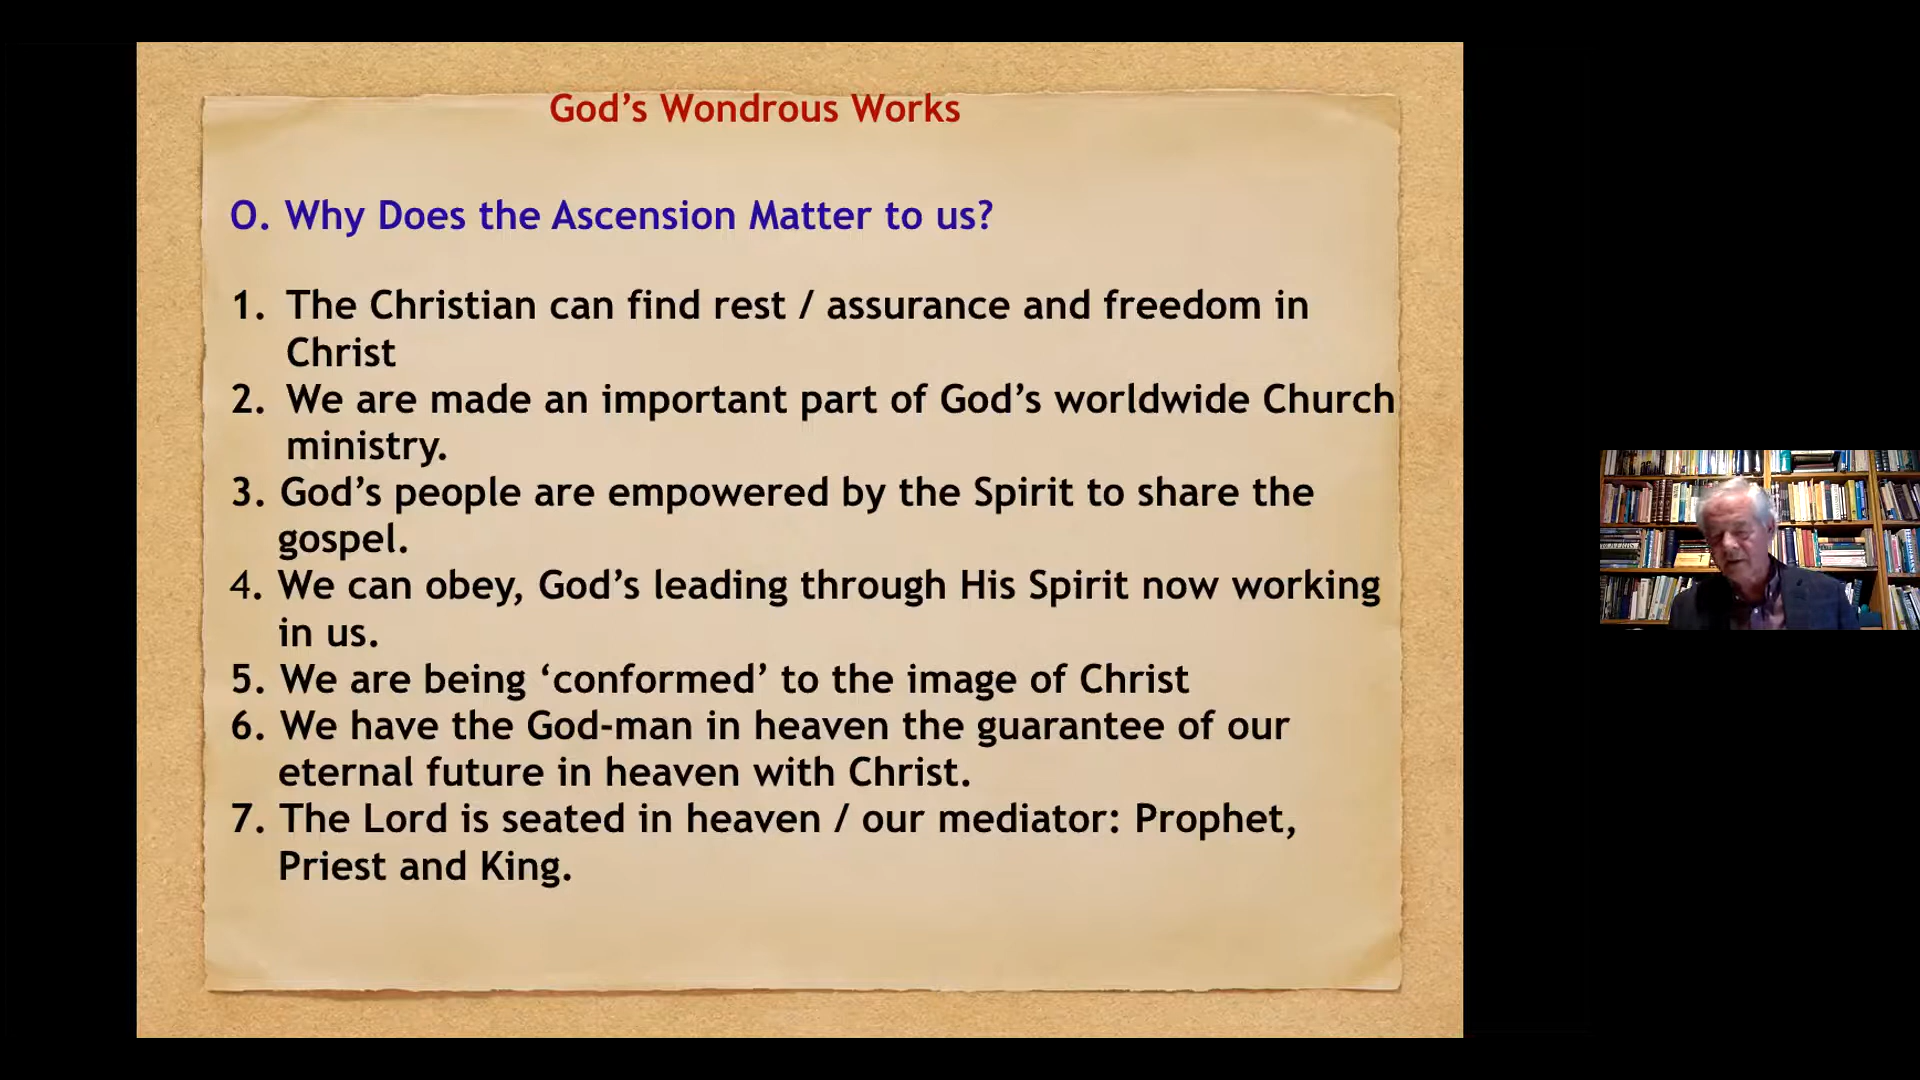 God’s Wondrous Works
O. Why Does the Ascension Matter to us?
1. The Christian can find rest / assurance and freedom in
Christ
2. We are made an important part of God’s worldwide Church
ministry.
3. God’s people are empowered by the Spirit to share the
gospel.
4. We can obey, God’s leading through His Spirit now working
in us.
5. We are being ‘conformed’ to the image of Christ
6. We have the God-man in heaven the guarantee of our
eternal future in heaven with Christ.
7. The Lord is seated in heaven / our mediator: Prophet,
Priest and King.